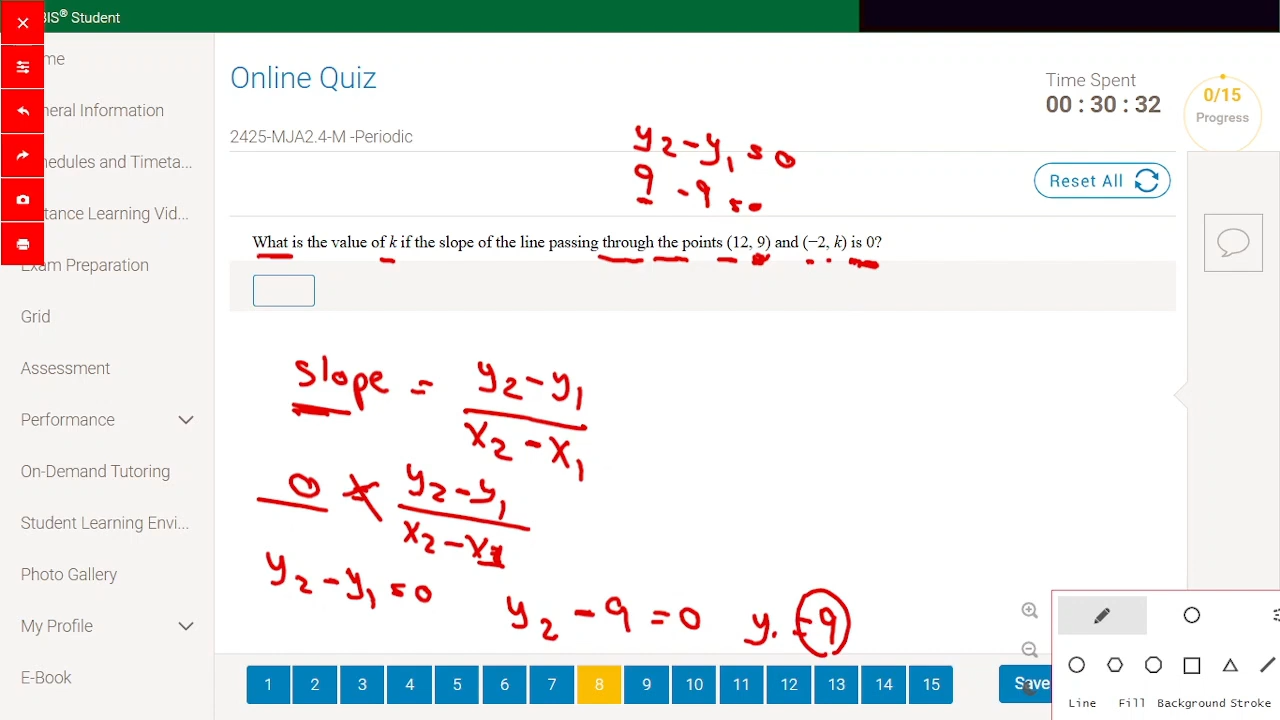 BIS® Student
me
neral Information
hedules and Timeta...
stance Learning Vid...
Exam Preparation
Grid
Assessment
Performance
On-Demand Tutoring
Student Learning Envi...
Photo Gallery
My Profile
E-Book
Online Quiz
Time Spent
00 : 30 : 32
0/15
Progress
2425-MJA2.4-M -Periodic
Reset All
y₂-y₁=0
9-9=0
What is the value of k if the slope of the line passing through the points (12, 9) and (−2, k) is 0?
slope = y₂-y₁
x₂-x₁
0 y₂-y₁
x₂-x₁
y₂-y₁=0
y₂-9=0 y.=9
1 2 3 4 5 6 7 8 9 10 11 12 13 14 15
Save
Line Fill Background Stroke